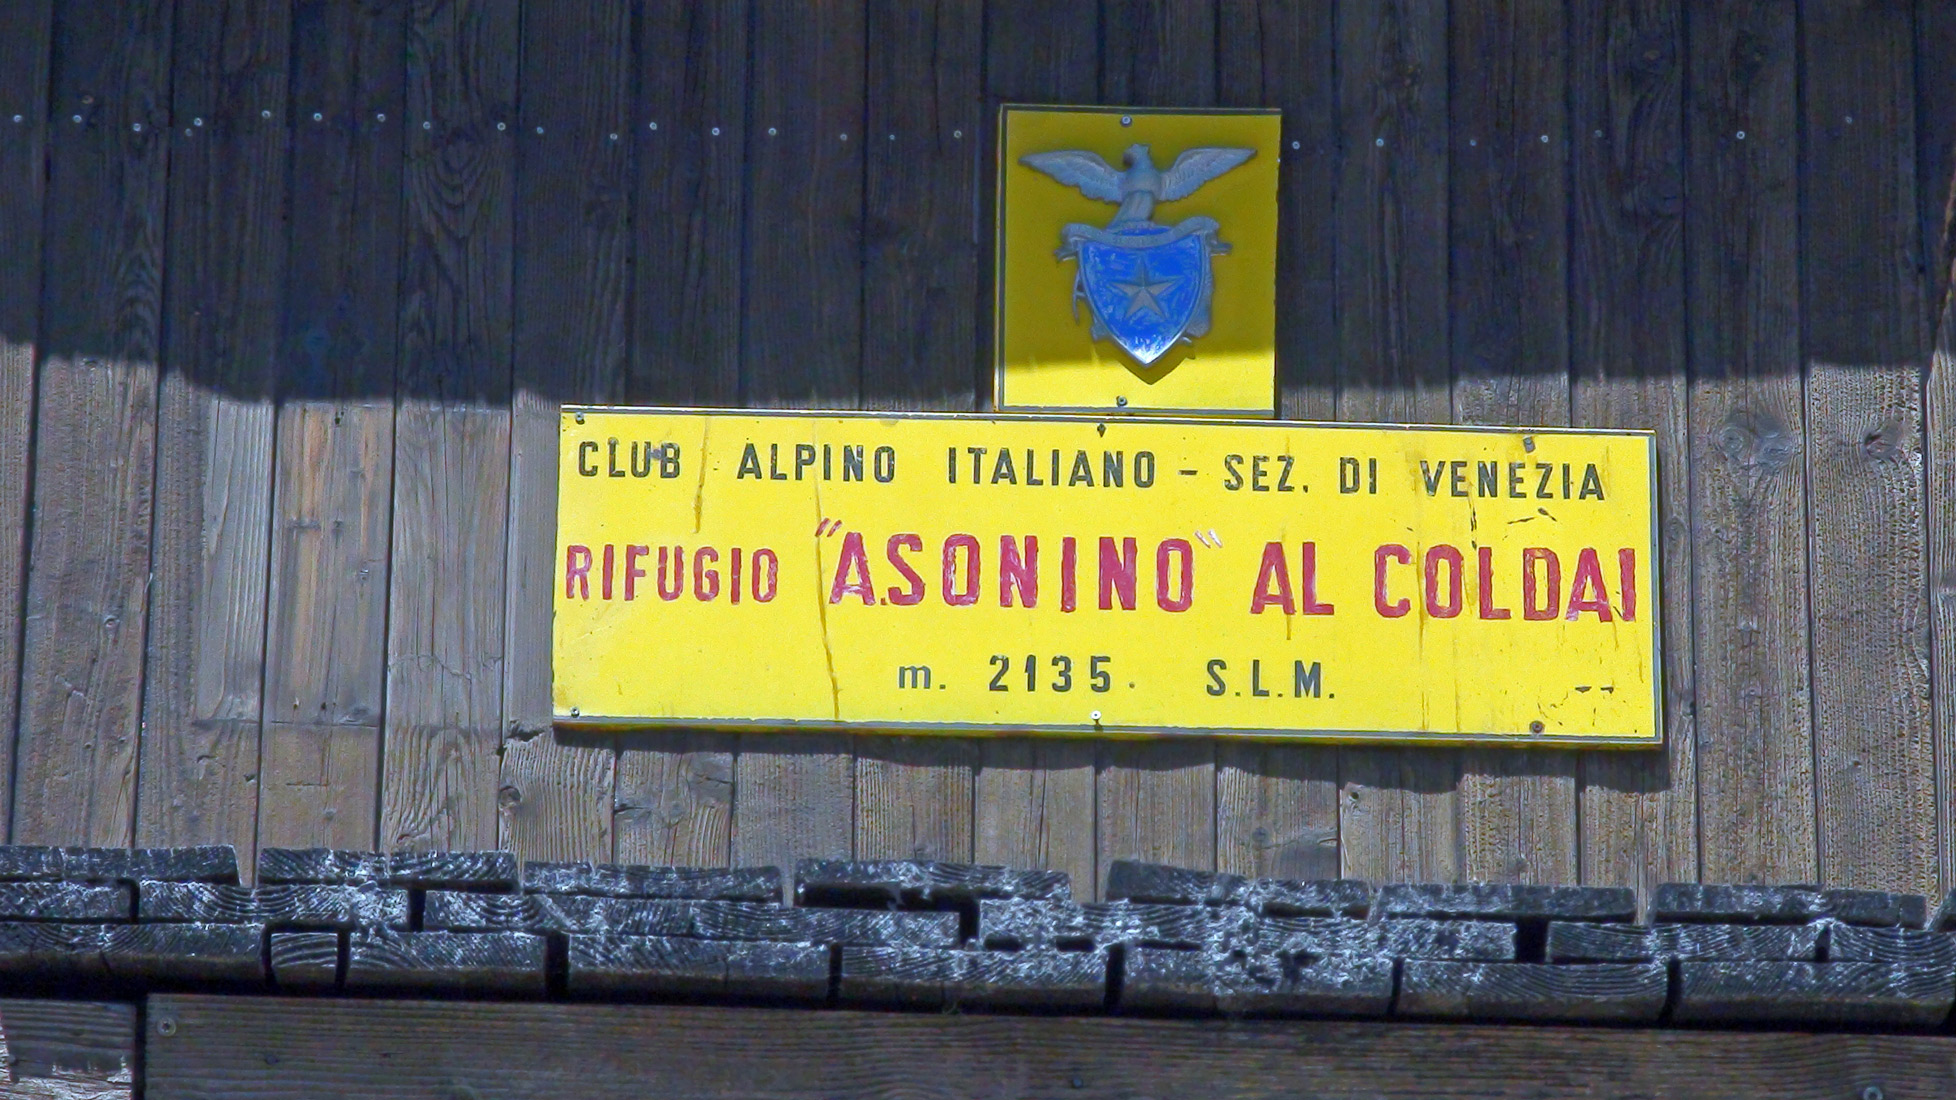 CLUB ALPINO ITALIANO - SEZ. DI VENEZIA
RIFUGIO "A.SONINO" AL COLDAI
m. 2135. S.L.M.